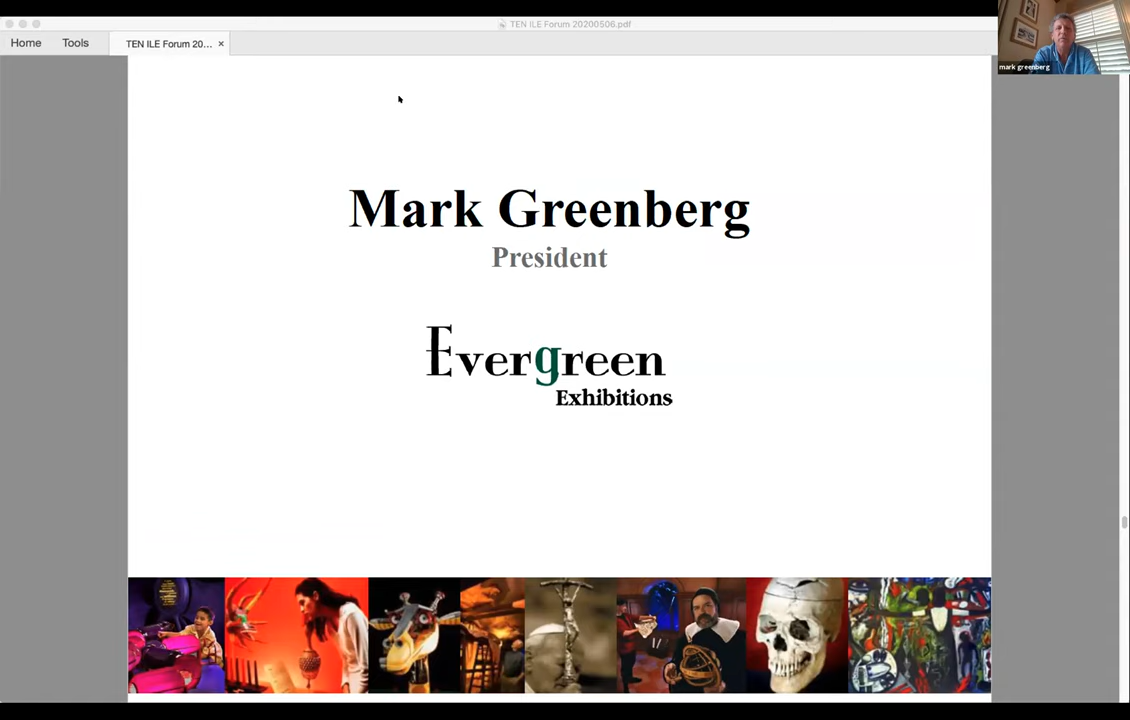 TEN ILE Forum 20200506.pdf
Home Tools TEN ILE Forum 20... ×
mark greenberg
Mark Greenberg
President
Evergreen
Exhibitions